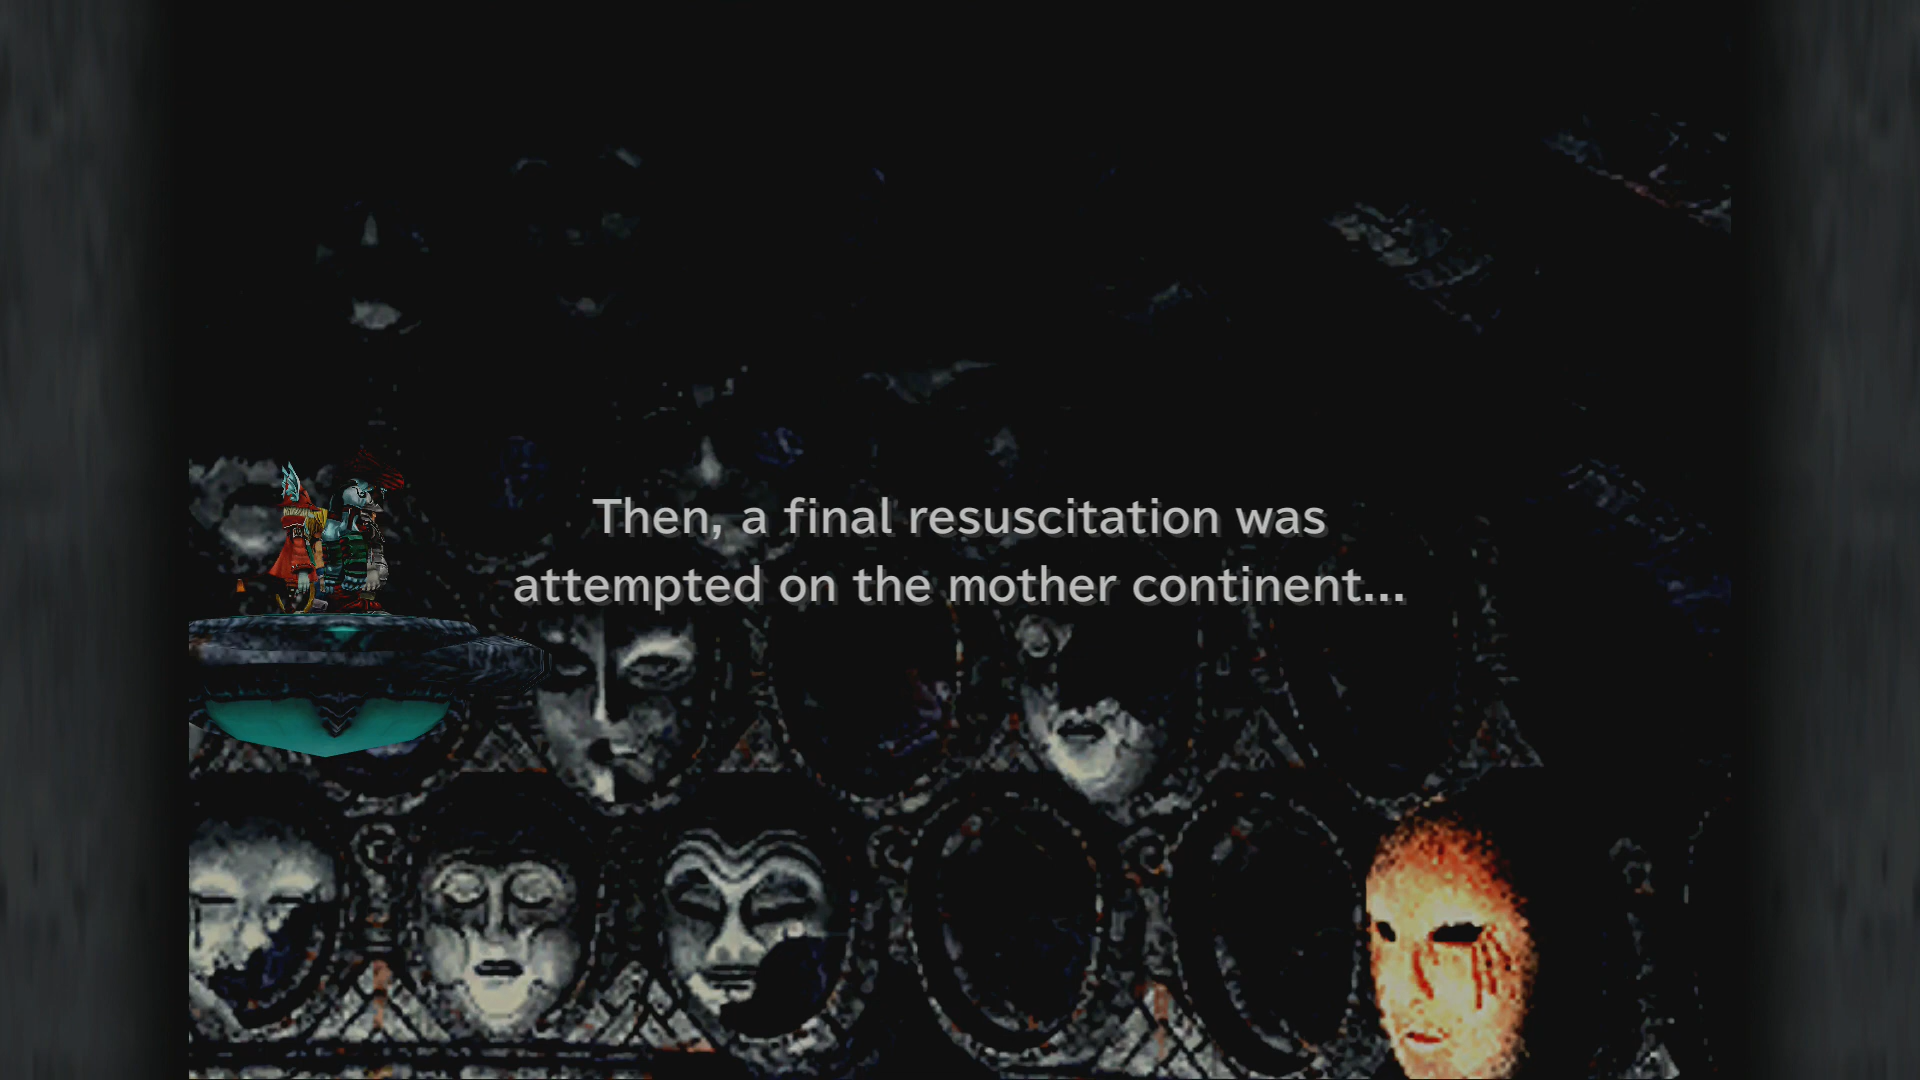 Then, a final resuscitation was
attempted on the mother continent...